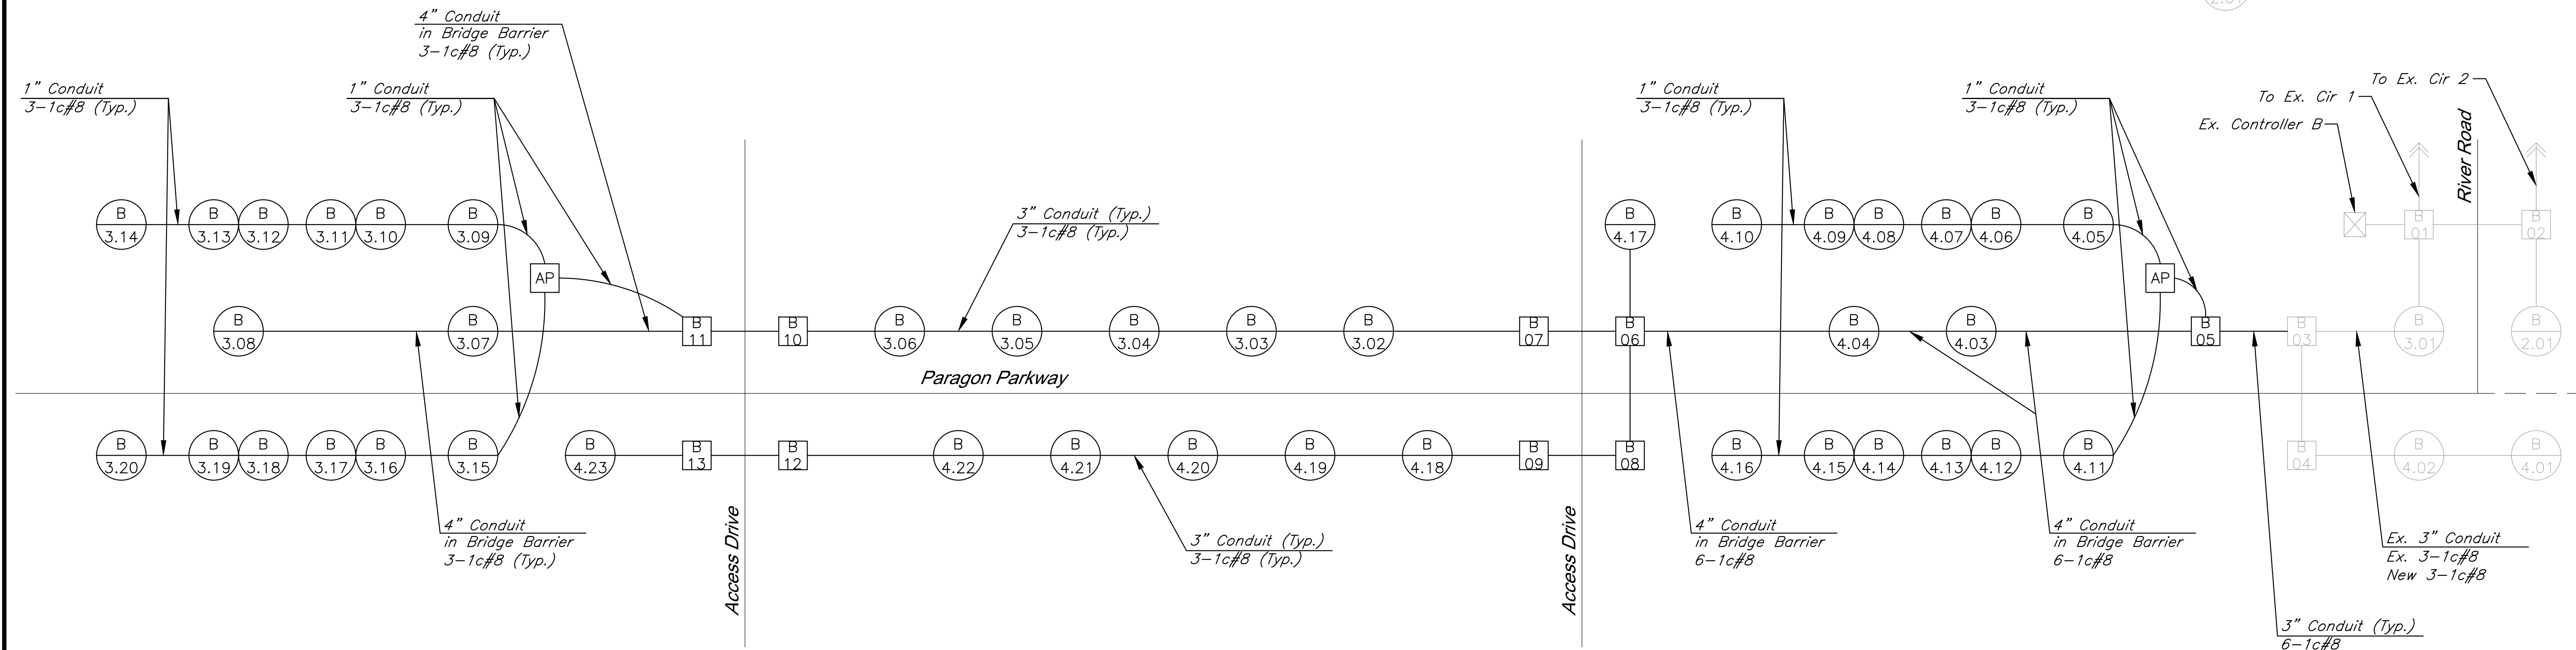 2.01
4” Conduit
in Bridge Barrier
3-1c#8 (Typ.)
1” Conduit
3-1c#8 (Typ.)
1” Conduit
3-1c#8 (Typ.)
1” Conduit
3-1c#8 (Typ.)
1” Conduit
3-1c#8 (Typ.)
To Ex. Cir 2
To Ex. Cir 1
Ex. Controller B
River Road
B
3.14
B
3.13
B
3.12
B
3.11
B
3.10
B
3.09
3” Conduit (Typ.)
3-1c#8 (Typ.)
B
4.17
B
4.10
B
4.09
B
4.08
B
4.07
B
4.06
B
4.05
B
01
B
02
AP
AP
B
3.08
B
3.07
B
11
B
10
B
3.06
B
3.05
B
3.04
B
3.03
B
3.02
B
07
B
06
B
4.04
B
4.03
B
05
B
03
B
3.01
B
2.01
Paragon Parkway
B
3.20
B
3.19
B
3.18
B
3.17
B
3.16
B
3.15
B
4.23
B
13
B
12
B
4.22
B
4.21
B
4.20
B
4.19
B
4.18
B
09
B
08
B
4.16
B
4.15
B
4.14
B
4.13
B
4.12
B
4.11
B
04
B
4.02
B
4.01
4” Conduit
in Bridge Barrier
3-1c#8 (Typ.)
Access Drive
3” Conduit (Typ.)
3-1c#8 (Typ.)
Access Drive
4” Conduit
in Bridge Barrier
6-1c#8
4” Conduit
in Bridge Barrier
6-1c#8
Ex. 3” Conduit
Ex. 3-1c#8
New 3-1c#8
3” Conduit (Typ.)
6-1c#8